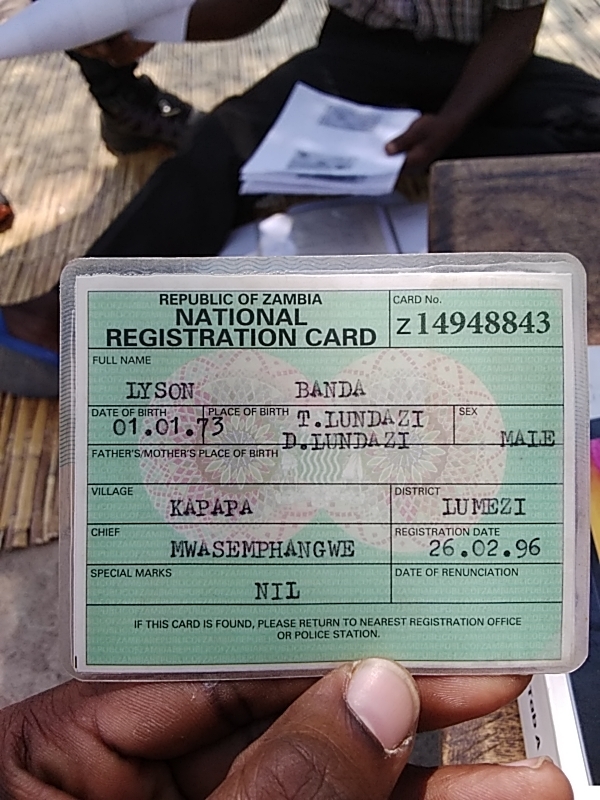 REPUBLIC OF ZAMBIA
NATIONAL
REGISTRATION CARD
CARD No.
Z14948843
FULL NAME
LYSON BANDA
DATE OF BIRTH
01.01.73
PLACE OF BIRTH
T.LUNDAZI
SEX
MALE
D.LUNDAZI
FATHER'S/MOTHER'S PLACE OF BIRTH
VILLAGE
KAPAPA
DISTRICT
LUMEZI
CHIEF
MWASEMPHANGWE
REGISTRATION DATE
26.02.96
SPECIAL MARKS
NIL
DATE OF RENUNCIATION
IF THIS CARD IS FOUND, PLEASE RETURN TO NEAREST REGISTRATION OFFICE
OR POLICE STATION.